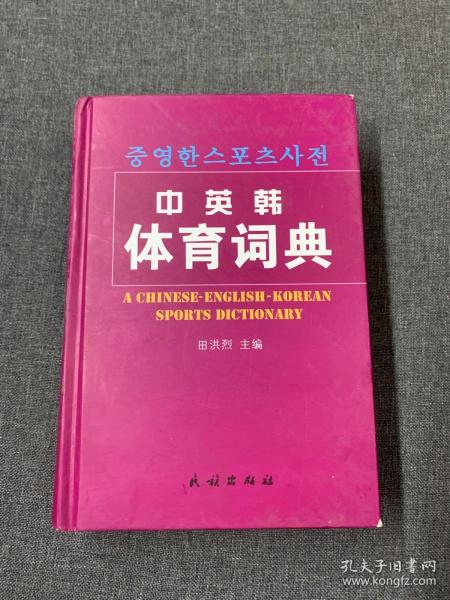 중영한스포츠사전
中英韩
体育词典
A CHINESE-ENGLISH-KOREAN
SPORTS DICTIONARY
田洪烈 主编
民族出版社
孔夫子旧书网
www.kongfz.com